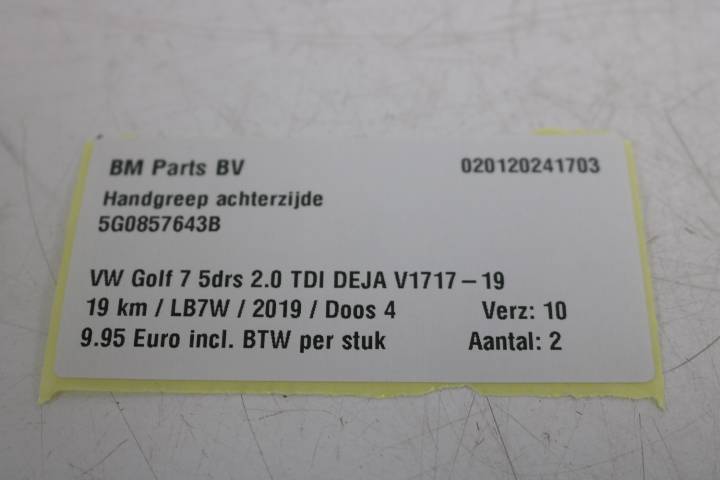 BM Parts BV 020120241703
Handgreep achterzijde
5G0857643B
VW Golf 7 5drs 2.0 TDI DEJA V1717 – 19
19 km / LB7W / 2019 / Doos 4 Verz: 10
9.95 Euro incl. BTW per stuk Aantal: 2